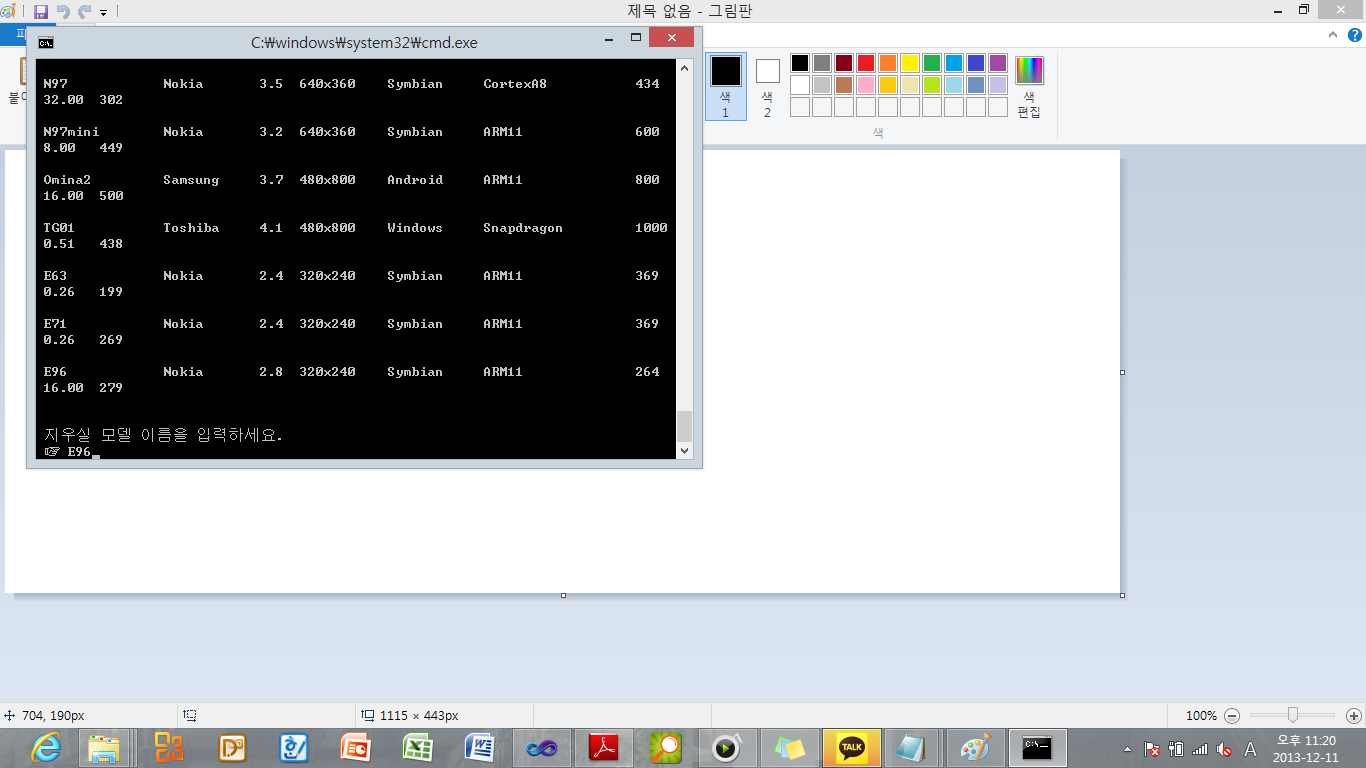 제목 없음 - 그림판
C:₩windows₩system32₩cmd.exe
N97 Nokia 3.5 640x360 Symbian CortexA8 434
32.00 302
N97mini Nokia 3.2 640x360 Symbian ARM11 600
8.00 449
Omina2 Samsung 3.7 480x800 Android ARM11 800
16.00 500
TG01 Toshiba 4.1 480x800 Windows Snapdragon 1000
0.51 438
E63 Nokia 2.4 320x240 Symbian ARM11 369
0.26 199
E71 Nokia 2.4 320x240 Symbian ARM11 369
0.26 269
E96 Nokia 2.8 320x240 Symbian ARM11 264
16.00 279
지우실 모델 이름을 입력하세요.
☞ E96
색
1
색
2
색
편집
색
704, 190px
1115 × 443px
100%
TALK
A
오후 11:20
2013-12-11